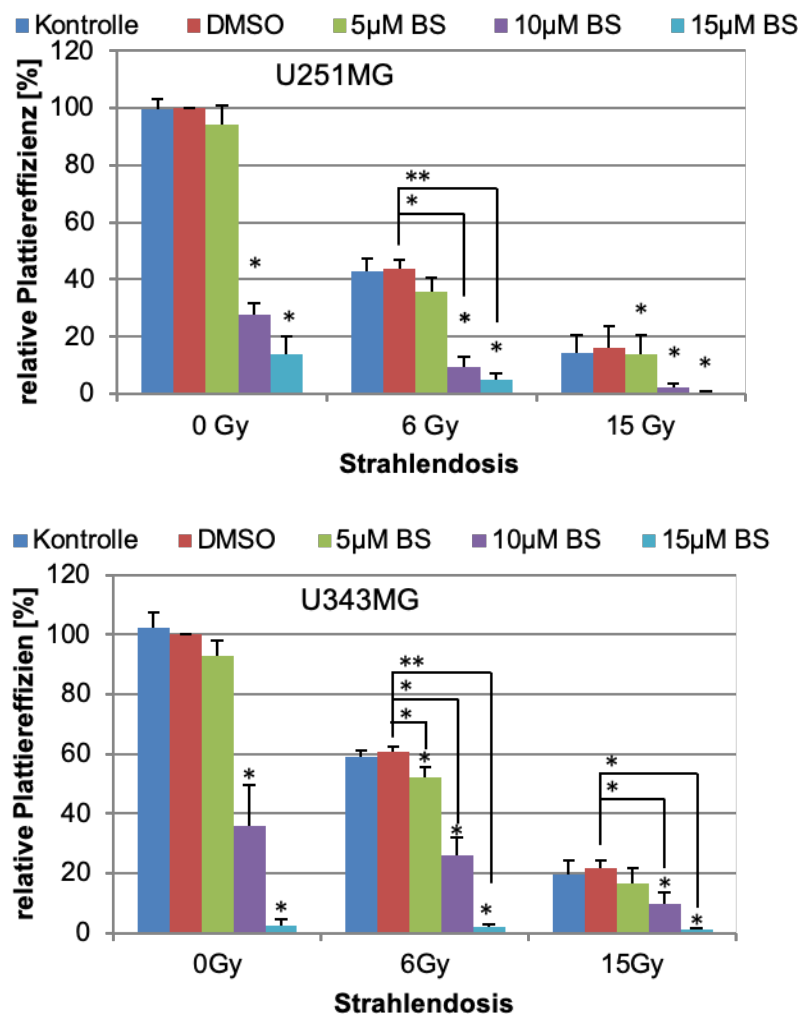 Kontrolle DMSO 5µM BS 10µM BS 15µM BS
relative Plattiereffizienz [%]
U251MG
120
100
80
60
40
20
0
** 
*
* * * * * * *
0 Gy 6 Gy 15 Gy
Strahlendosis
Kontrolle DMSO 5µM BS 10µM BS 15µM BS
relative Plattiereffizien [%]
U343MG
120
100
80
60
40
20
0
**
*
*
*
*
* * * * * * *
0Gy 6Gy 15Gy
Strahlendosis